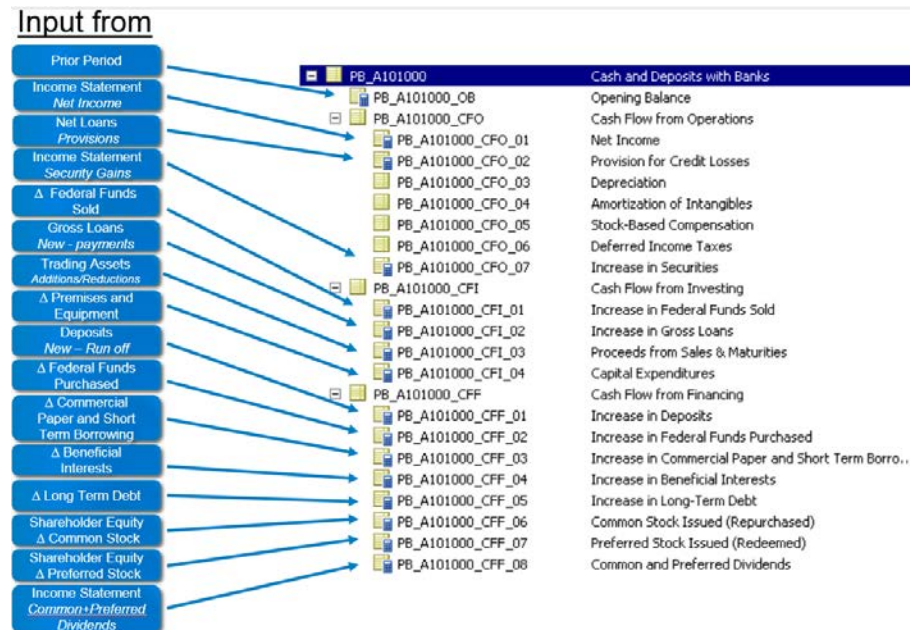 Input from
Prior Period
Income Statement
Net Income
Net Loans
Provisions
Income Statement
Security Gains
Δ Federal Funds
Sold
Gross Loans
New - payments
Trading Assets
Additions/Reductions
Δ Premises and
Equipment
Deposits
New – Run off
Δ Federal Funds
Purchased
Δ Commercial
Paper and Short
Term Borrowing
Δ Beneficial
Interests
Δ Long Term Debt
Shareholder Equity
Δ Common Stock
Shareholder Equity
Δ Preferred Stock
Income Statement
Common+Preferred
Dividends
PB_A101000 Cash and Deposits with Banks
PB_A101000_OB Opening Balance
PB_A101000_CFO Cash Flow from Operations
PB_A101000_CFO_01 Net Income
PB_A101000_CFO_02 Provision for Credit Losses
PB_A101000_CFO_03 Depreciation
PB_A101000_CFO_04 Amortization of Intangibles
PB_A101000_CFO_05 Stock-Based Compensation
PB_A101000_CFO_06 Deferred Income Taxes
PB_A101000_CFO_07 Increase in Securities
PB_A101000_CFI Cash Flow from Investing
PB_A101000_CFI_01 Increase in Federal Funds Sold
PB_A101000_CFI_02 Increase in Gross Loans
PB_A101000_CFI_03 Proceeds from Sales & Maturities
PB_A101000_CFI_04 Capital Expenditures
PB_A101000_CFF Cash Flow from Financing
PB_A101000_CFF_01 Increase in Deposits
PB_A101000_CFF_02 Increase in Federal Funds Purchased
PB_A101000_CFF_03 Increase in Commercial Paper and Short Term Borro..
PB_A101000_CFF_04 Increase in Beneficial Interests
PB_A101000_CFF_05 Increase in Long-Term Debt
PB_A101000_CFF_06 Common Stock Issued (Repurchased)
PB_A101000_CFF_07 Preferred Stock Issued (Redeemed)
PB_A101000_CFF_08 Common and Preferred Dividends